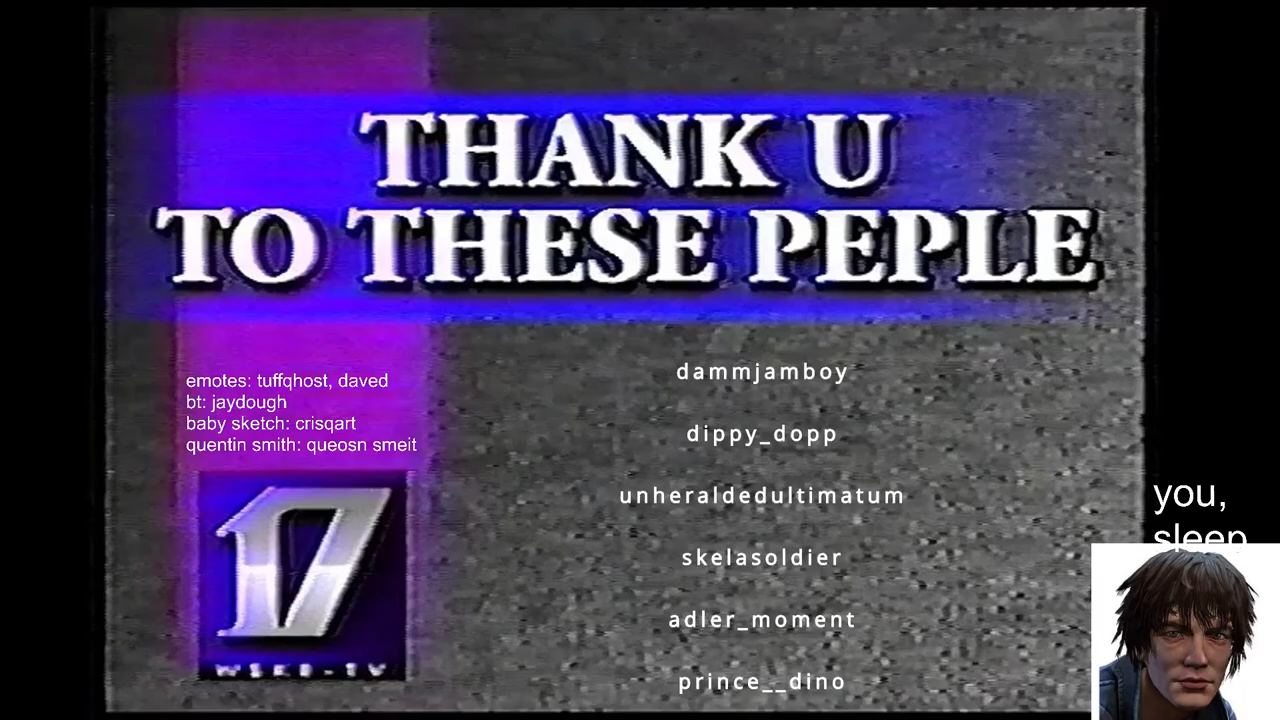 THANK U
TO THESE PEPLE
emotes: tuffqhost, daved
bt: jaydough
baby sketch: crisqart
quentin smith: queosn smeit
dammjamboy
dippy_dopp
unheraldedultimatum
skelasoldier
adler_moment
prince__dino
17
you,
sleep